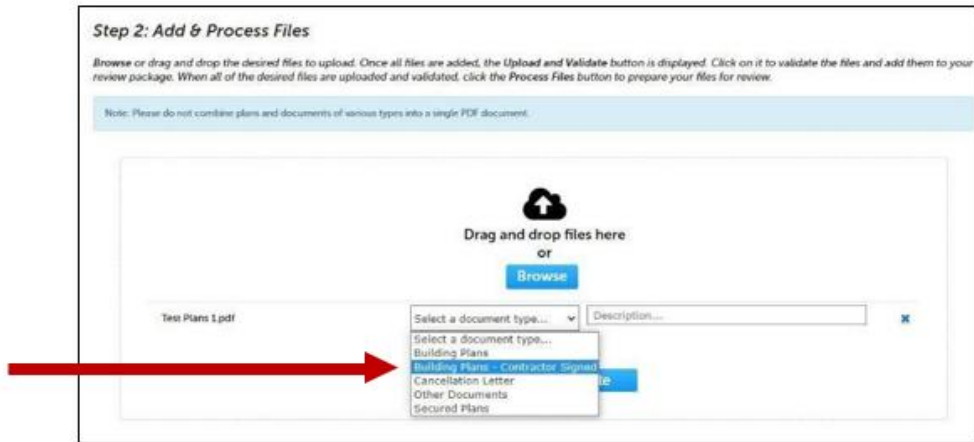 Step 2: Add & Process Files
Browse or drag and drop the desired files to upload. Once all files are added, the Upload and Validate button is displayed. Click on it to validate the files and add them to your
review package. When all of the desired files are uploaded and validated, click the Process Files button to prepare your files for review.
Note: Please do not combine plans and documents of various types into a single PDF document.
Drag and drop files here
or
Browse
Test Plans 1.pdf Select a document type... Description...
Select a document type...
Building Plans
Building Plans - Contractor Signed
Cancellation Letter
Other Documents
Secured Plans